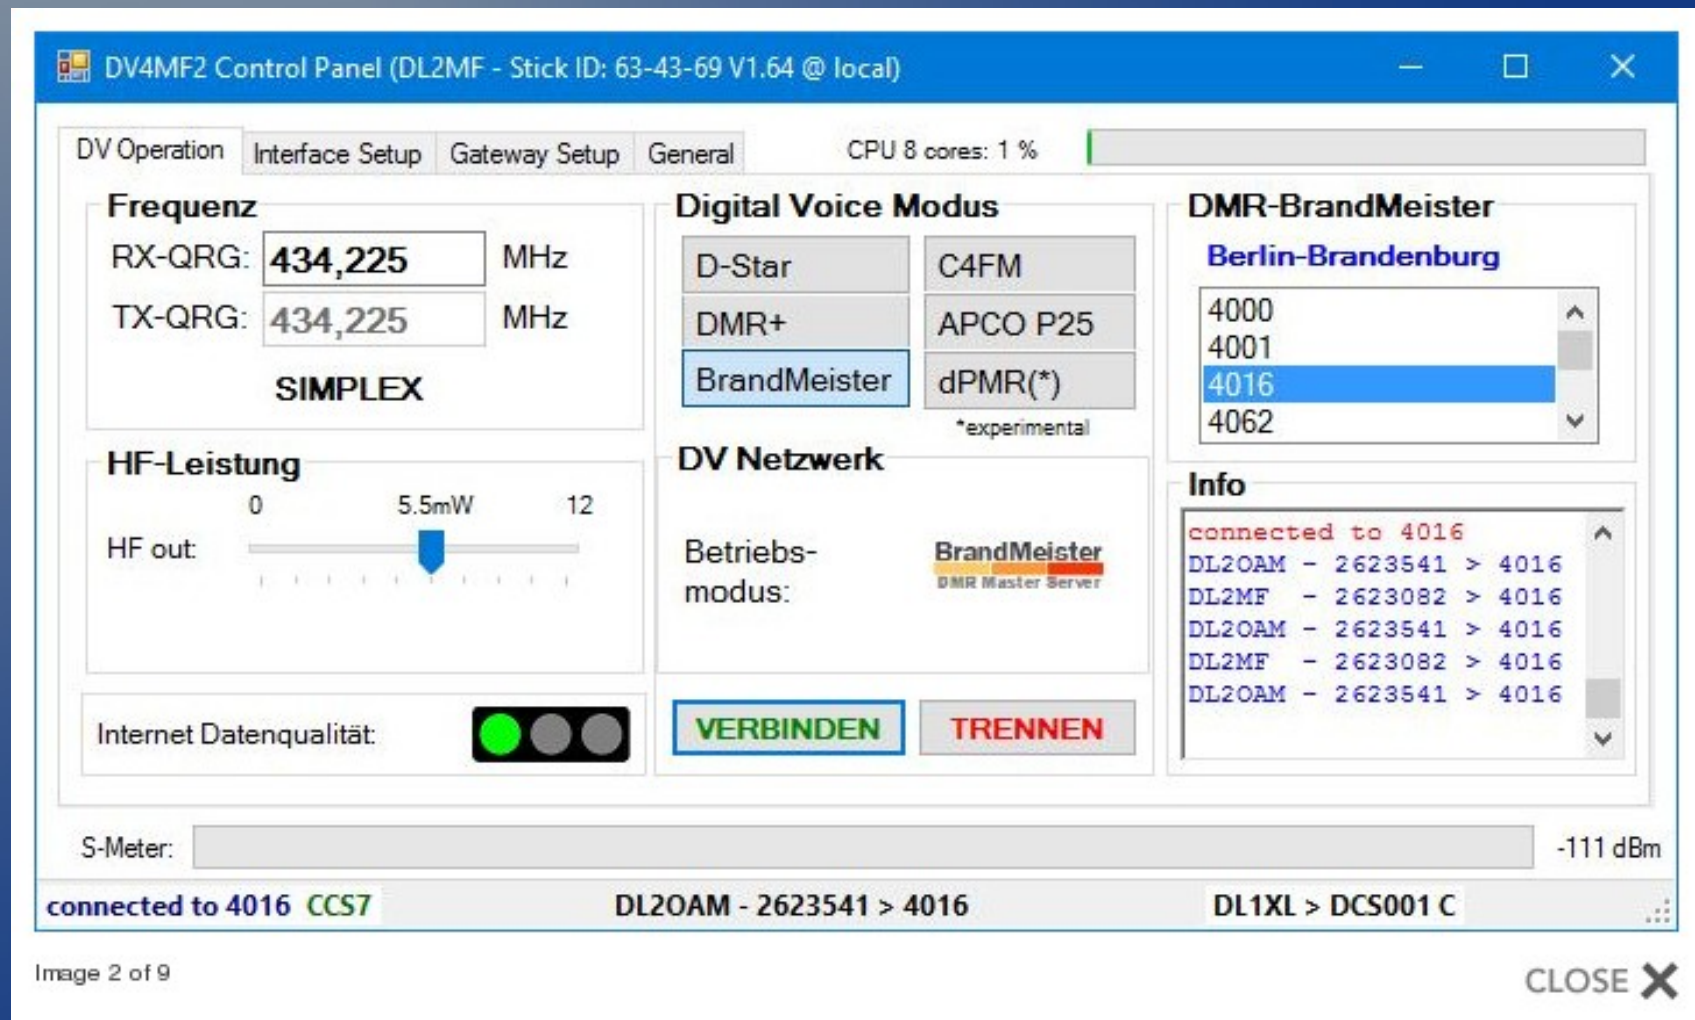 DV4MF2 Control Panel (DL2MF - Stick ID: 63-43-69 V1.64 @ local)
DV Operation Interface Setup Gateway Setup General CPU 8 cores: 1 %
Frequenz
RX-QRG: 434,225 MHz
TX-QRG: 434,225 MHz
SIMPLEX
HF-Leistung
0 5.5mW 12
HF out:
Internet Datenqualität:
Digital Voice Modus
D-Star C4FM
DMR+ APCO P25
BrandMeister dPMR(*)
*experimental
DV Netzwerk
Betriebs-
modus:
BrandMeister
DMR Master Server
VERBINDEN TRENNEN
DMR-BrandMeister
Berlin-Brandenburg
4000
4001
4016
4062
Info
connected to 4016
DL2OAM - 2623541 > 4016
DL2MF - 2623082 > 4016
DL2OAM - 2623541 > 4016
DL2MF - 2623082 > 4016
DL2OAM - 2623541 > 4016
S-Meter: -111 dBm
connected to 4016 CCS7 DL2OAM - 2623541 > 4016 DL1XL > DCS001 C
Image 2 of 9
CLOSE